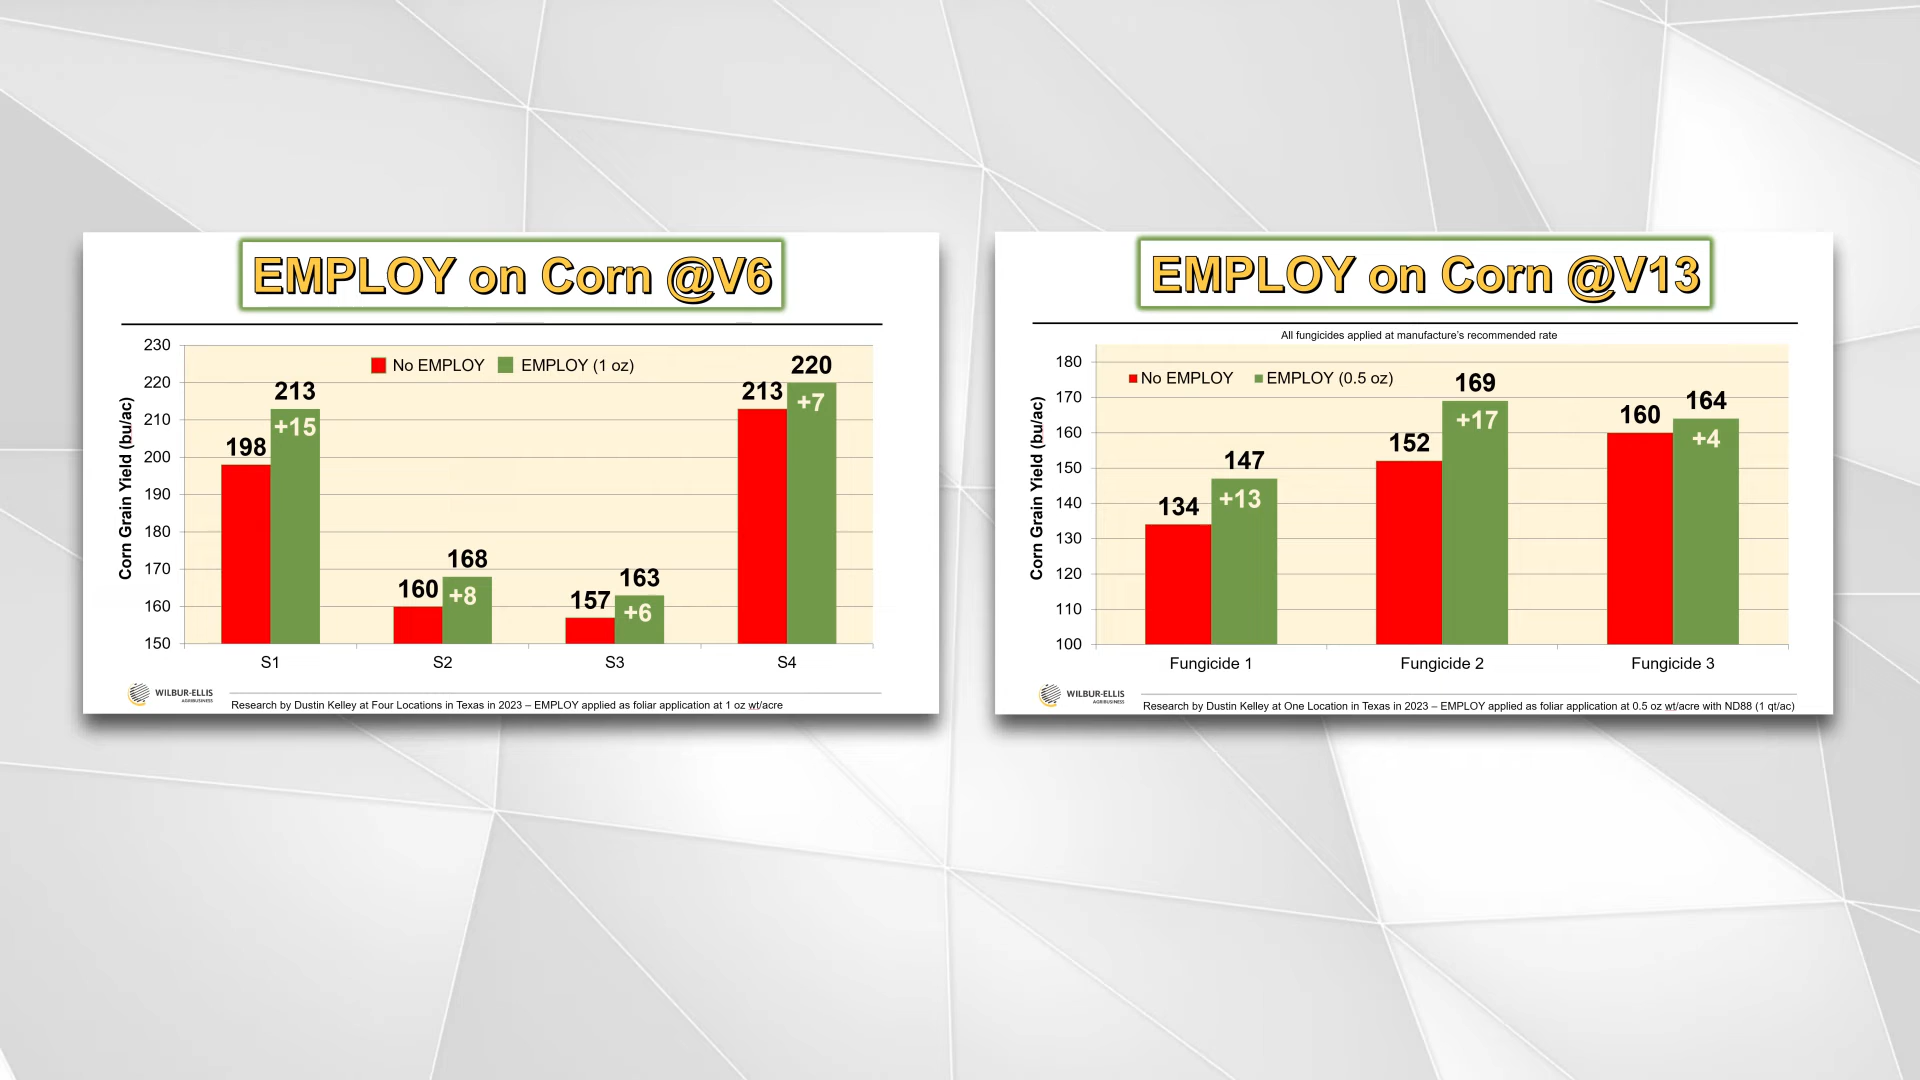 EMPLOY on Corn @V6
230
220
210
200
190
180
170
160
150
Corn Grain Yield (bu/ac)
No EMPLOY
EMPLOY (1 oz)
198
213
+15
160
168
+8
157
163
+6
213
220
+7
S1
S2
S3
S4
WILBUR-ELLIS
AGRIBUSINESS
Research by Dustin Kelley at Four Locations in Texas in 2023 – EMPLOY applied as foliar application at 1 oz wt/acre
EMPLOY on Corn @V13
All fungicides applied at manufacture's recommended rate
180
170
160
150
140
130
120
110
100
Corn Grain Yield (bu/ac)
No EMPLOY
EMPLOY (0.5 oz)
134
147
+13
152
169
+17
160
164
+4
Fungicide 1
Fungicide 2
Fungicide 3
WILBUR-ELLIS
AGRIBUSINESS
Research by Dustin Kelley at One Location in Texas in 2023 – EMPLOY applied as foliar application at 0.5 oz wt/acre with ND88 (1 qt/ac)